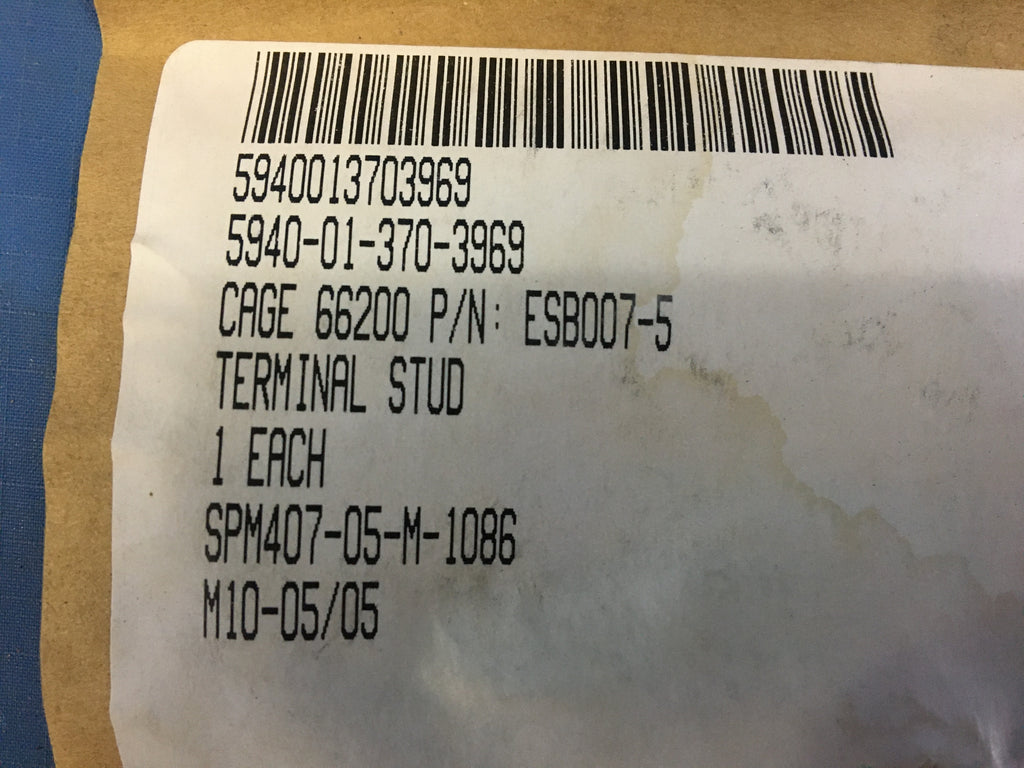 5940013703969
5940-01-370-3969
CAGE 66200 P/N: ESB007-5
TERMINAL STUD
1 EACH
SPM407-05-M-1086
M10-05/05